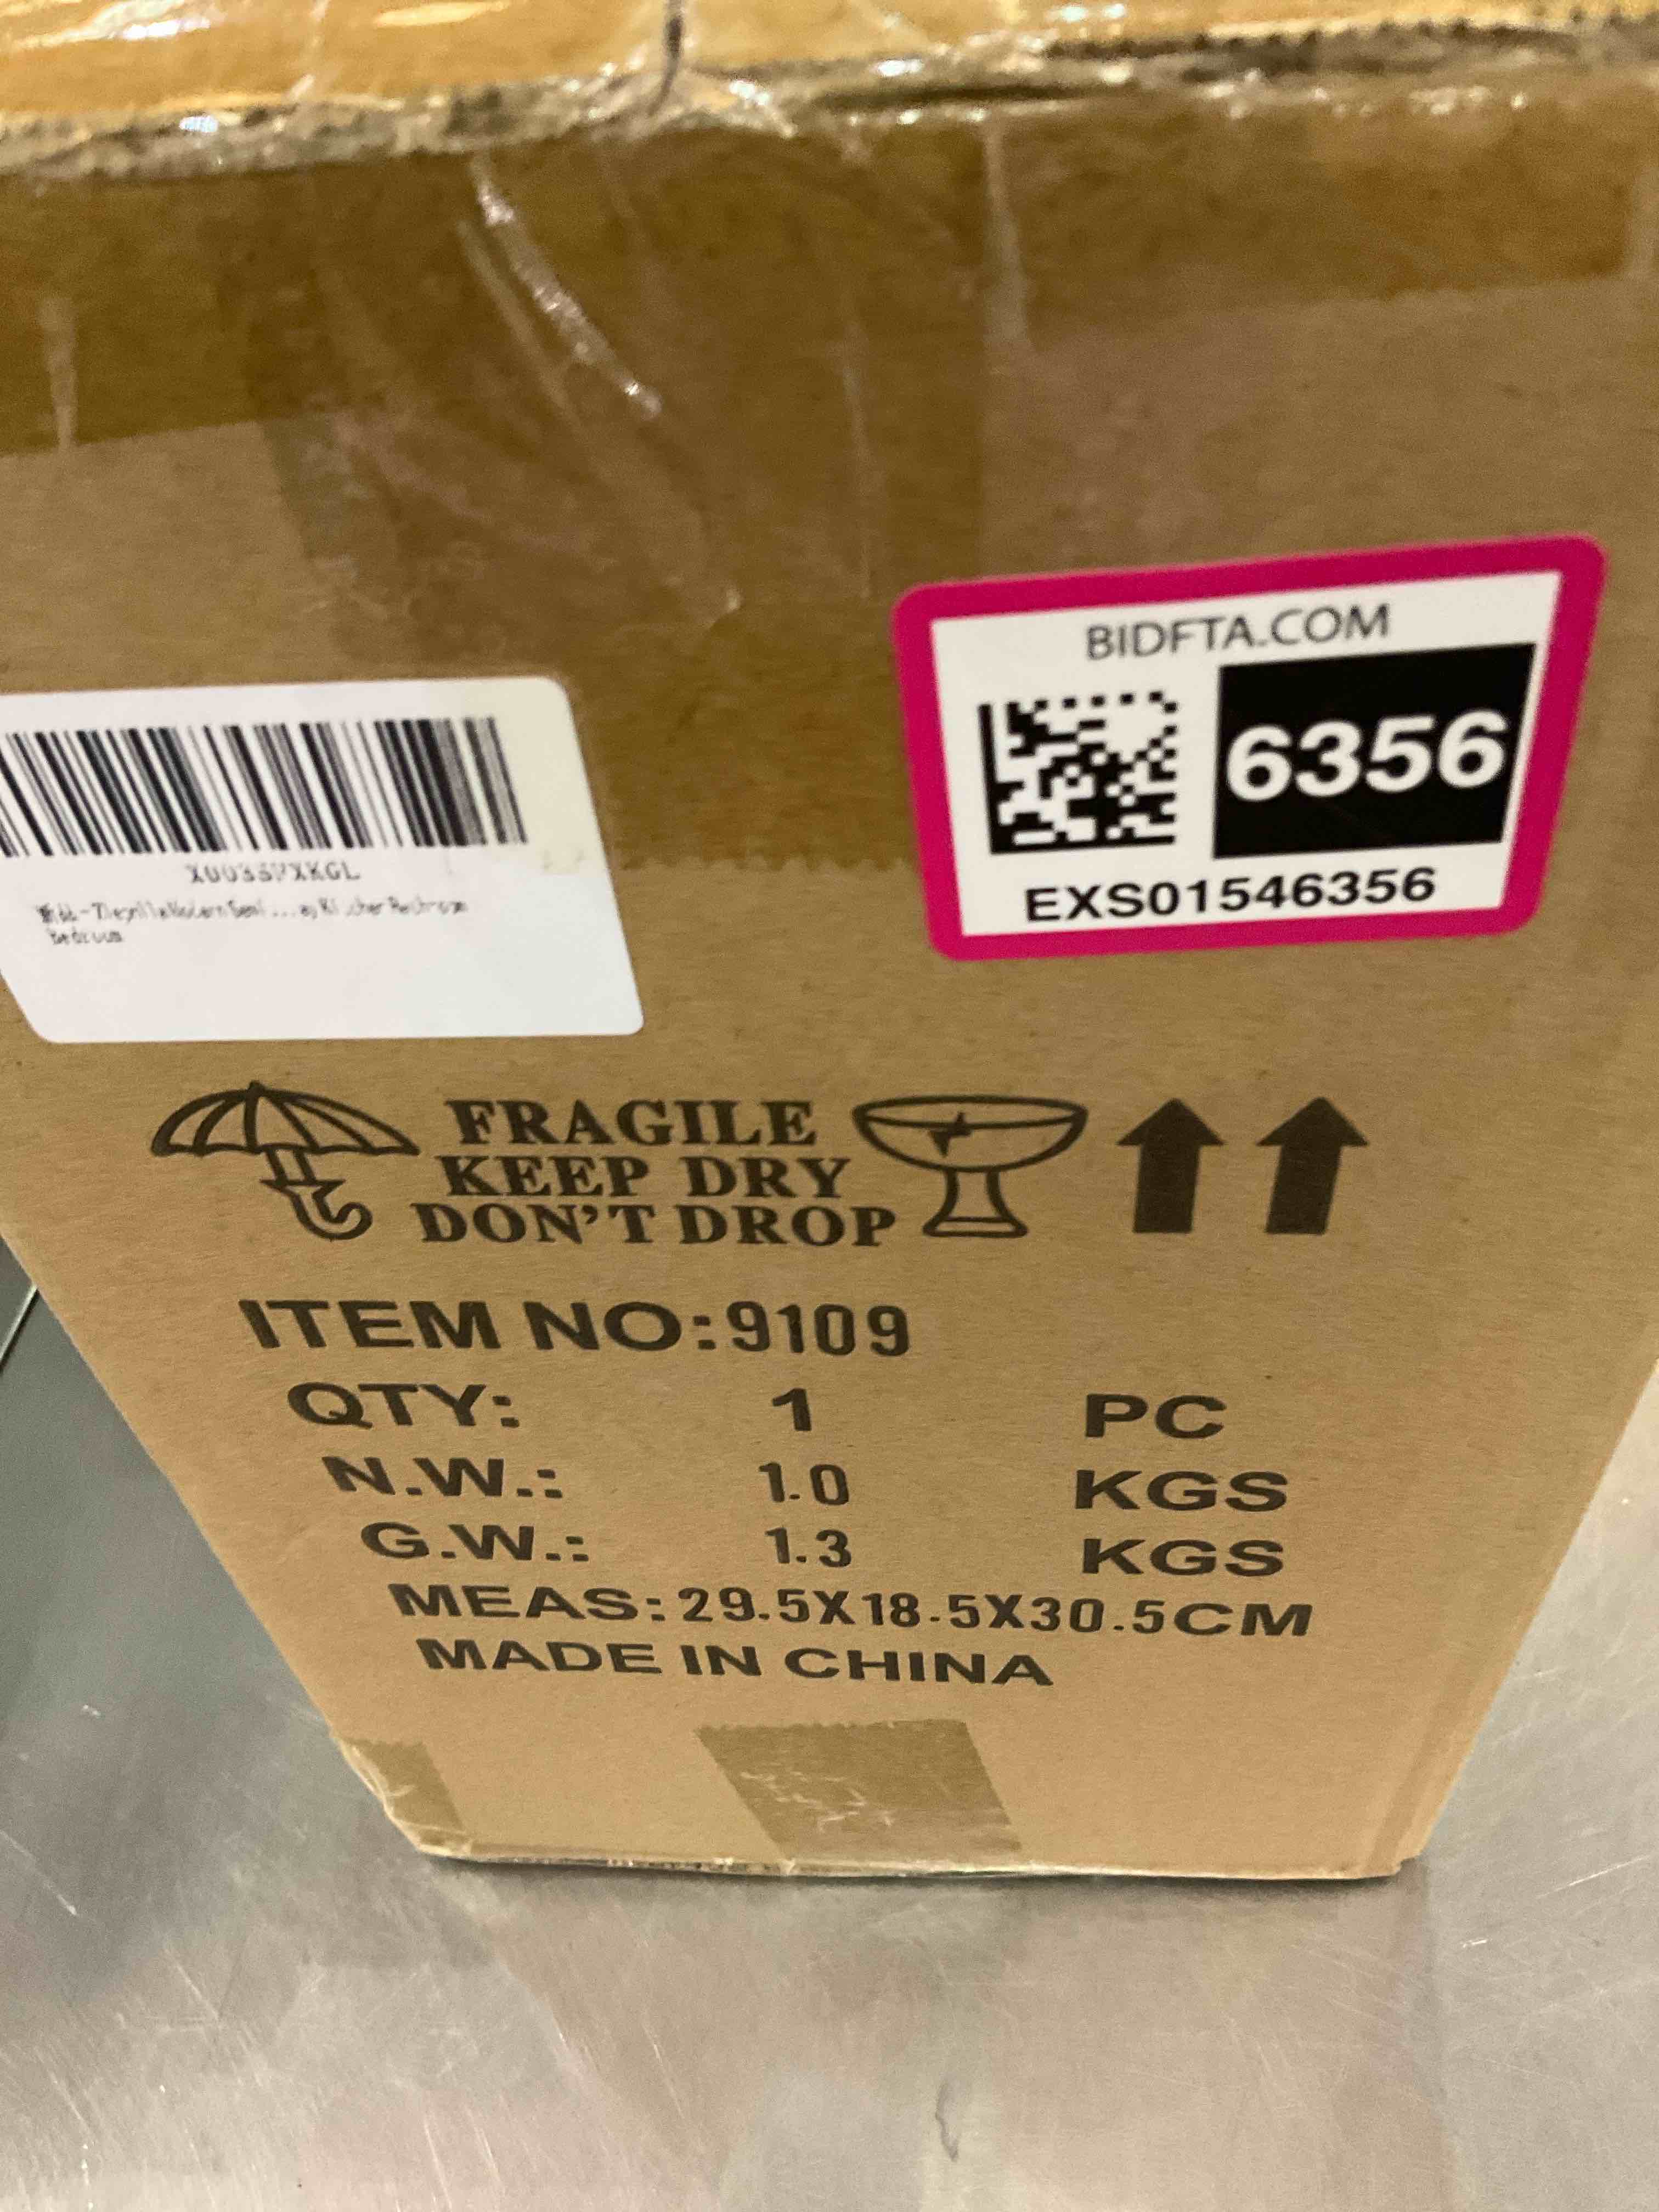 BIDFTA.COM
6356
EXS01546356
Bedroom
FRAGILE
KEEP DRY
DON'T DROP
ITEM NO:9109
QTY: 1 PC
N.W.: 1.0 KGS
G.W.: 1.3 KGS
MEAS:29.5X18.5X30.5CM
MADE IN CHINA